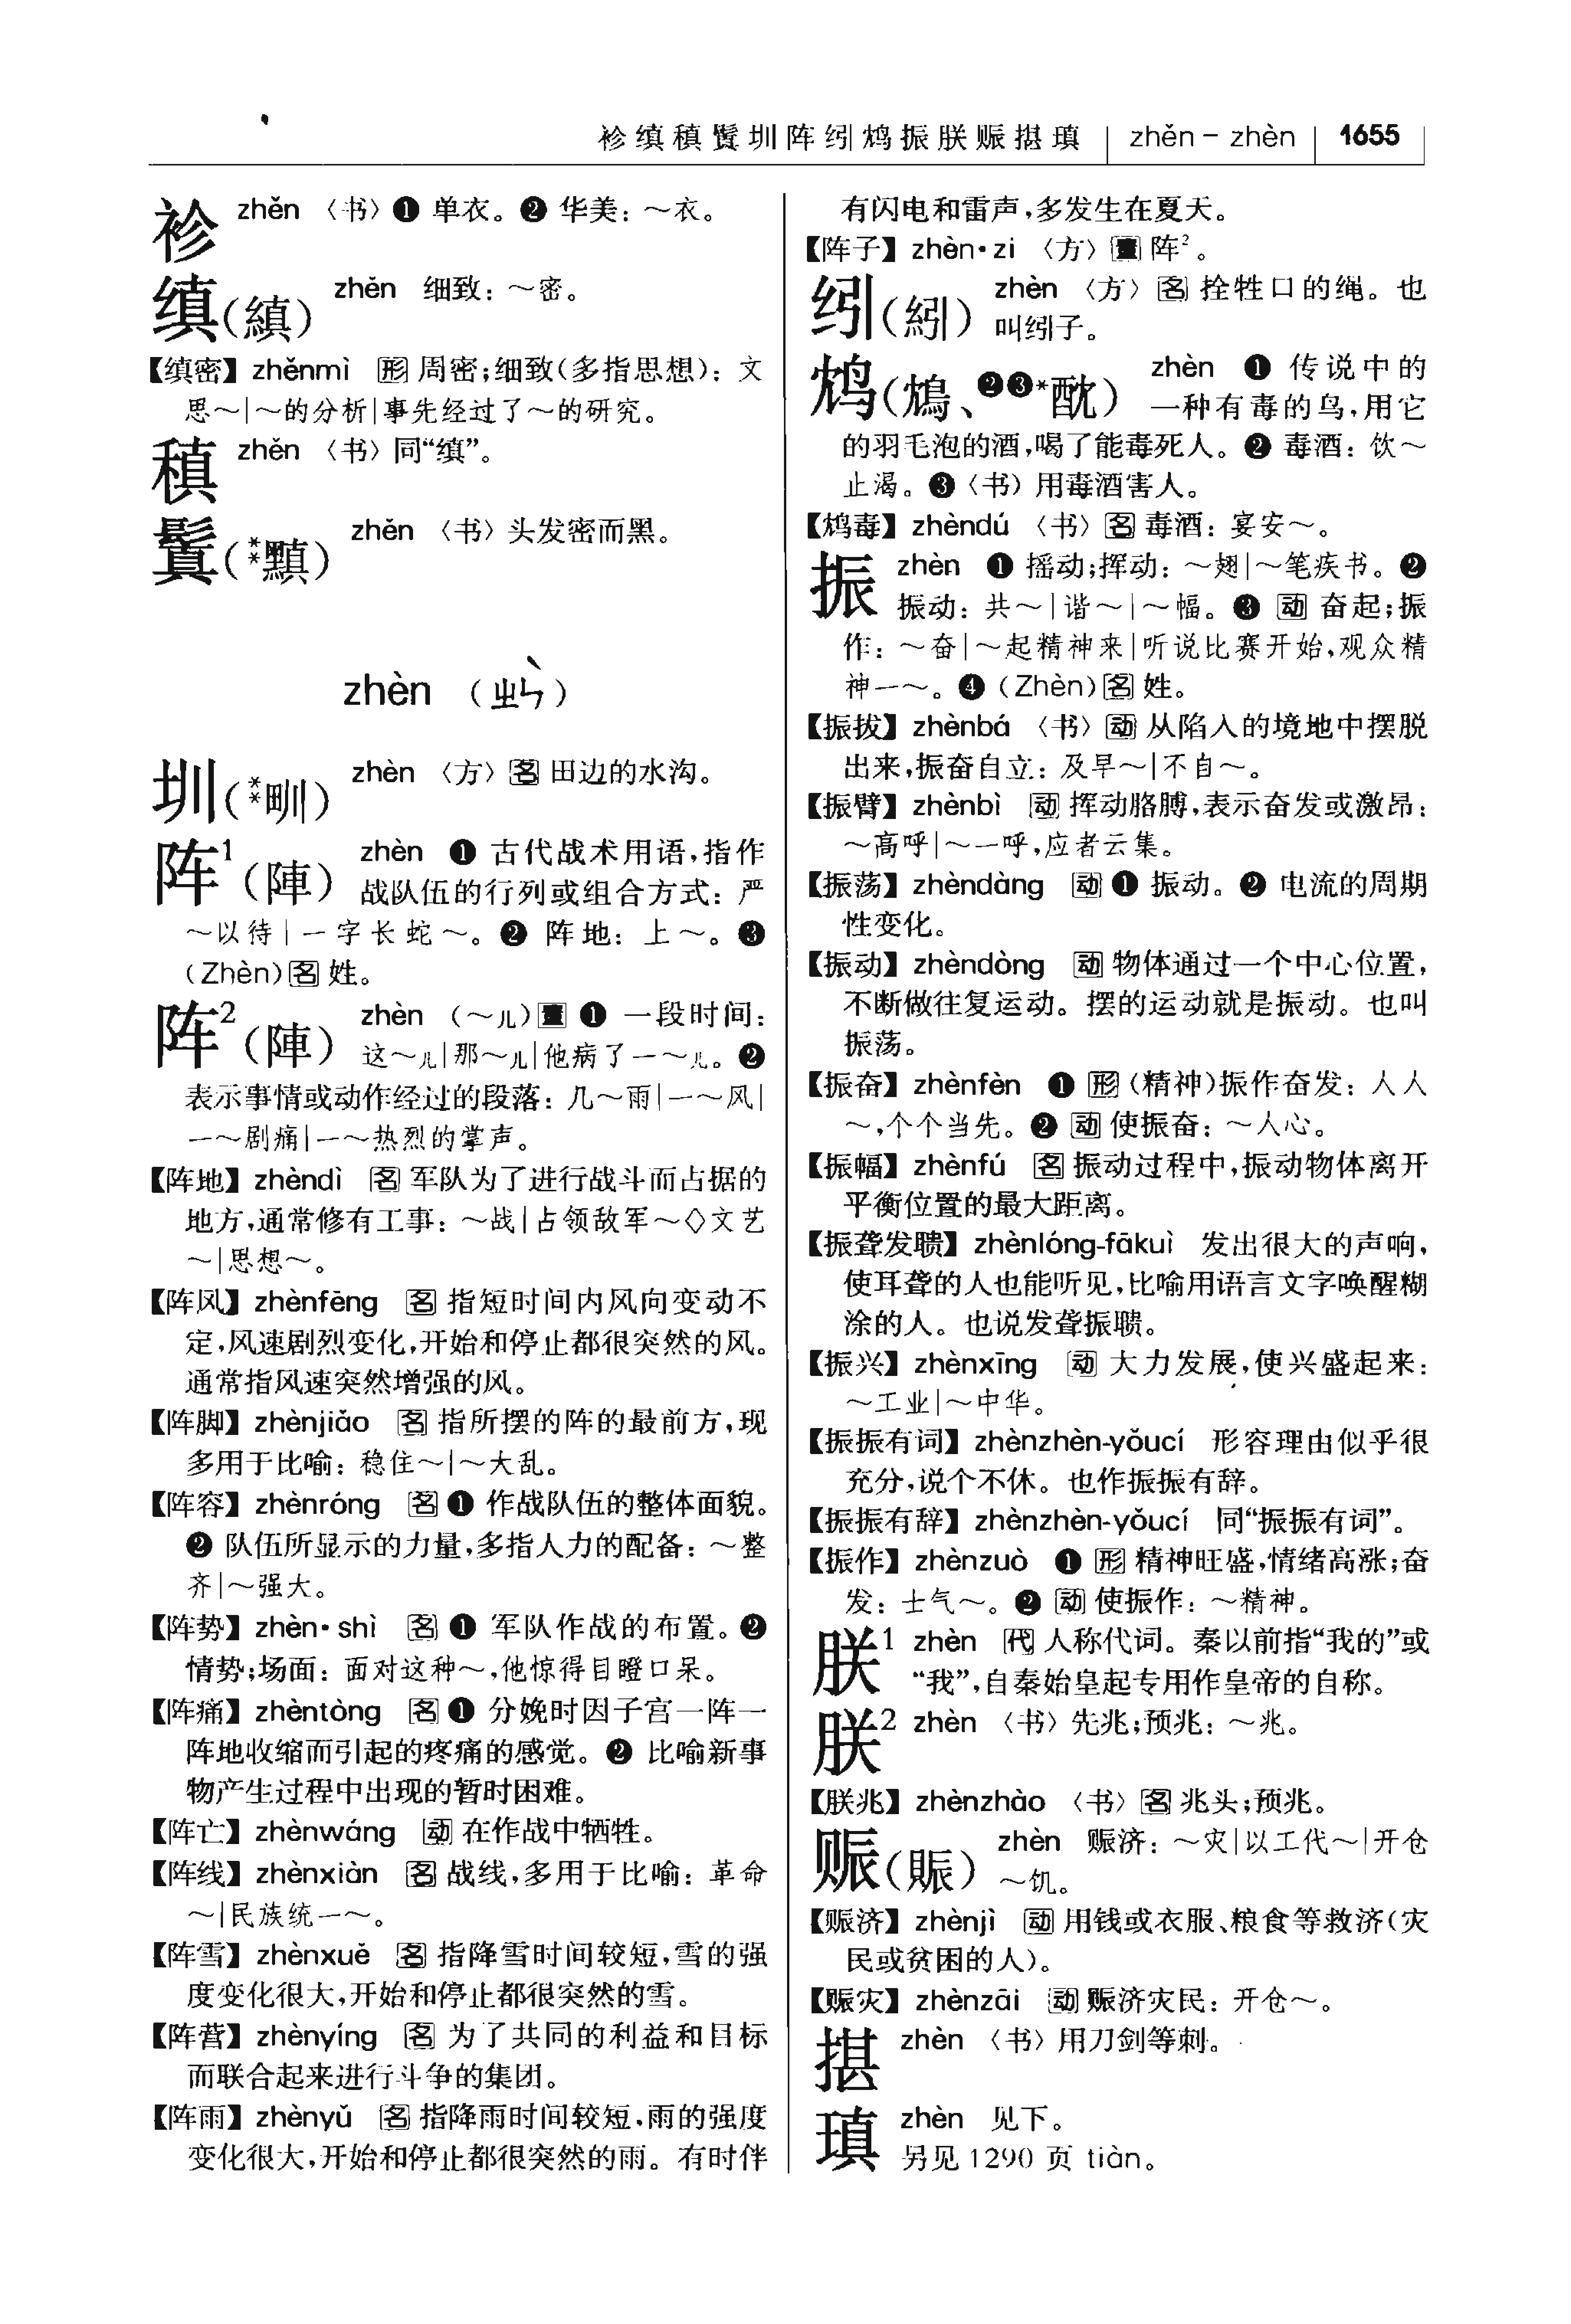 袗缜稹鬒圳阵纼鸩振朕赈揕瑱 zhěn－zhèn 1655
袗 zhěn 〈书〉❶ 单衣。❷ 华美：～衣。
缜(縝) zhěn 细致：～密。
【缜密】zhěnmì 形 周密；细致(多指思想)：文
思～|～的分析|事先经过了～的研究。
稹 zhěn 〈书〉同“缜”。
鬒(**黰) zhěn 〈书〉头发密而黑。
zhèn (ㄓㄣˋ)
圳(**甽) zhèn 〈方〉名 田边的水沟。
阵¹(陣) zhèn ❶ 古代战术用语，指作
战队伍的行列或组合方式：严
～以待|一字长蛇～。❷ 阵地：上～。❸
(Zhèn)名 姓。
阵²(陣) zhèn (～儿)量 ❶ 一段时间：
这～儿|那～儿|他病了一～儿。❷
表示事情或动作经过的段落：几～雨|一～风|
一～剧痛|一～热烈的掌声。
【阵地】zhèndì 名 军队为了进行战斗而占据的
地方，通常修有工事：～战|占领敌军～◇文艺
～|思想～。
【阵风】zhènfēng 名 指短时间内风向变动不
定，风速剧烈变化，开始和停止都很突然的风。
通常指风速突然增强的风。
【阵脚】zhènjiǎo 名 指所摆的阵的最前方，现
多用于比喻：稳住～|～大乱。
【阵容】zhènróng 名 ❶ 作战队伍的整体面貌。
❷ 队伍所显示的力量，多指人力的配备：～整
齐|～强大。
【阵势】zhèn·shì 名 ❶ 军队作战的布置。❷
情势；场面：面对这种～，他惊得目瞪口呆。
【阵痛】zhèntòng 名 ❶ 分娩时因子宫一阵一
阵地收缩而引起的疼痛的感觉。❷ 比喻新事
物产生过程中出现的暂时困难。
【阵亡】zhènwáng 动 在作战中牺牲。
【阵线】zhènxiàn 名 战线，多用于比喻：革命
～|民族统一～。
【阵雪】zhènxuě 名 指降雪时间较短，雪的强
度变化很大，开始和停止都很突然的雪。
【阵营】zhènyíng 名 为了共同的利益和目标
而联合起来进行斗争的集团。
【阵雨】zhènyǔ 名 指降雨时间较短，雨的强度
变化很大，开始和停止都很突然的雨。有时伴
有闪电和雷声，多发生在夏天。
【阵子】zhèn·zi 〈方〉量 阵²。
纼(紖) zhèn 〈方〉名 拴牲口的绳。也
叫纼子。
鸩(鴆、❷❸*酖) zhèn ❶ 传说中的
一种有毒的鸟，用它
的羽毛泡的酒，喝了能毒死人。❷ 毒酒：饮～
止渴。❸〈书〉用毒酒害人。
【鸩毒】zhèndú 〈书〉名 毒酒：宴安～。
振 zhèn ❶ 摇动；挥动：～翅|～笔疾书。❷
振动：共～|谐～|～幅。❸ 动 奋起；振
作：～奋|～起精神来|听说比赛开始，观众精
神一～。❹ (Zhèn)名 姓。
【振拔】zhènbá 〈书〉动 从陷入的境地中摆脱
出来，振奋自立：及早～|不自～。
【振臂】zhènbì 动 挥动胳膊，表示奋发或激昂：
～高呼|～一呼，应者云集。
【振荡】zhèndàng 动 ❶ 振动。❷ 电流的周期
性变化。
【振动】zhèndòng 动 物体通过一个中心位置，
不断做往复运动。摆的运动就是振动。也叫
振荡。
【振奋】zhènfèn ❶ 形 (精神)振作奋发：人人
～，个个当先。❷ 动 使振奋：～人心。
【振幅】zhènfú 名 振动过程中，振动物体离开
平衡位置的最大距离。
【振聋发聩】zhènlóng-fākuì 发出很大的声响，
使耳聋的人也能听见，比喻用语言文字唤醒糊
涂的人。也说发聋振聩。
【振兴】zhènxīng 动 大力发展，使兴盛起来：
～工业|～中华。
【振振有词】zhènzhèn-yǒucí 形容理由似乎很
充分，说个不休。也作振振有辞。
【振振有辞】zhènzhèn-yǒucí 同“振振有词”。
【振作】zhènzuò ❶ 形 精神旺盛，情绪高涨；奋
发：士气～。❷ 动 使振作：～精神。
朕¹ zhèn 代 人称代词。秦以前指“我的”或
“我”，自秦始皇起专用作皇帝的自称。
朕² zhèn 〈书〉先兆；预兆：～兆。
【朕兆】zhènzhào 〈书〉名 兆头；预兆。
赈(賑) zhèn 赈济：～灾|以工代～|开仓
～饥。
【赈济】zhènjì 动 用钱或衣服、粮食等救济(灾
民或贫困的人)。
【赈灾】zhènzāi 动 赈济灾民：开仓～。
揕 zhèn 〈书〉用刀剑等刺。
瑱 zhèn 见下。
另见 1290 页 tiàn。